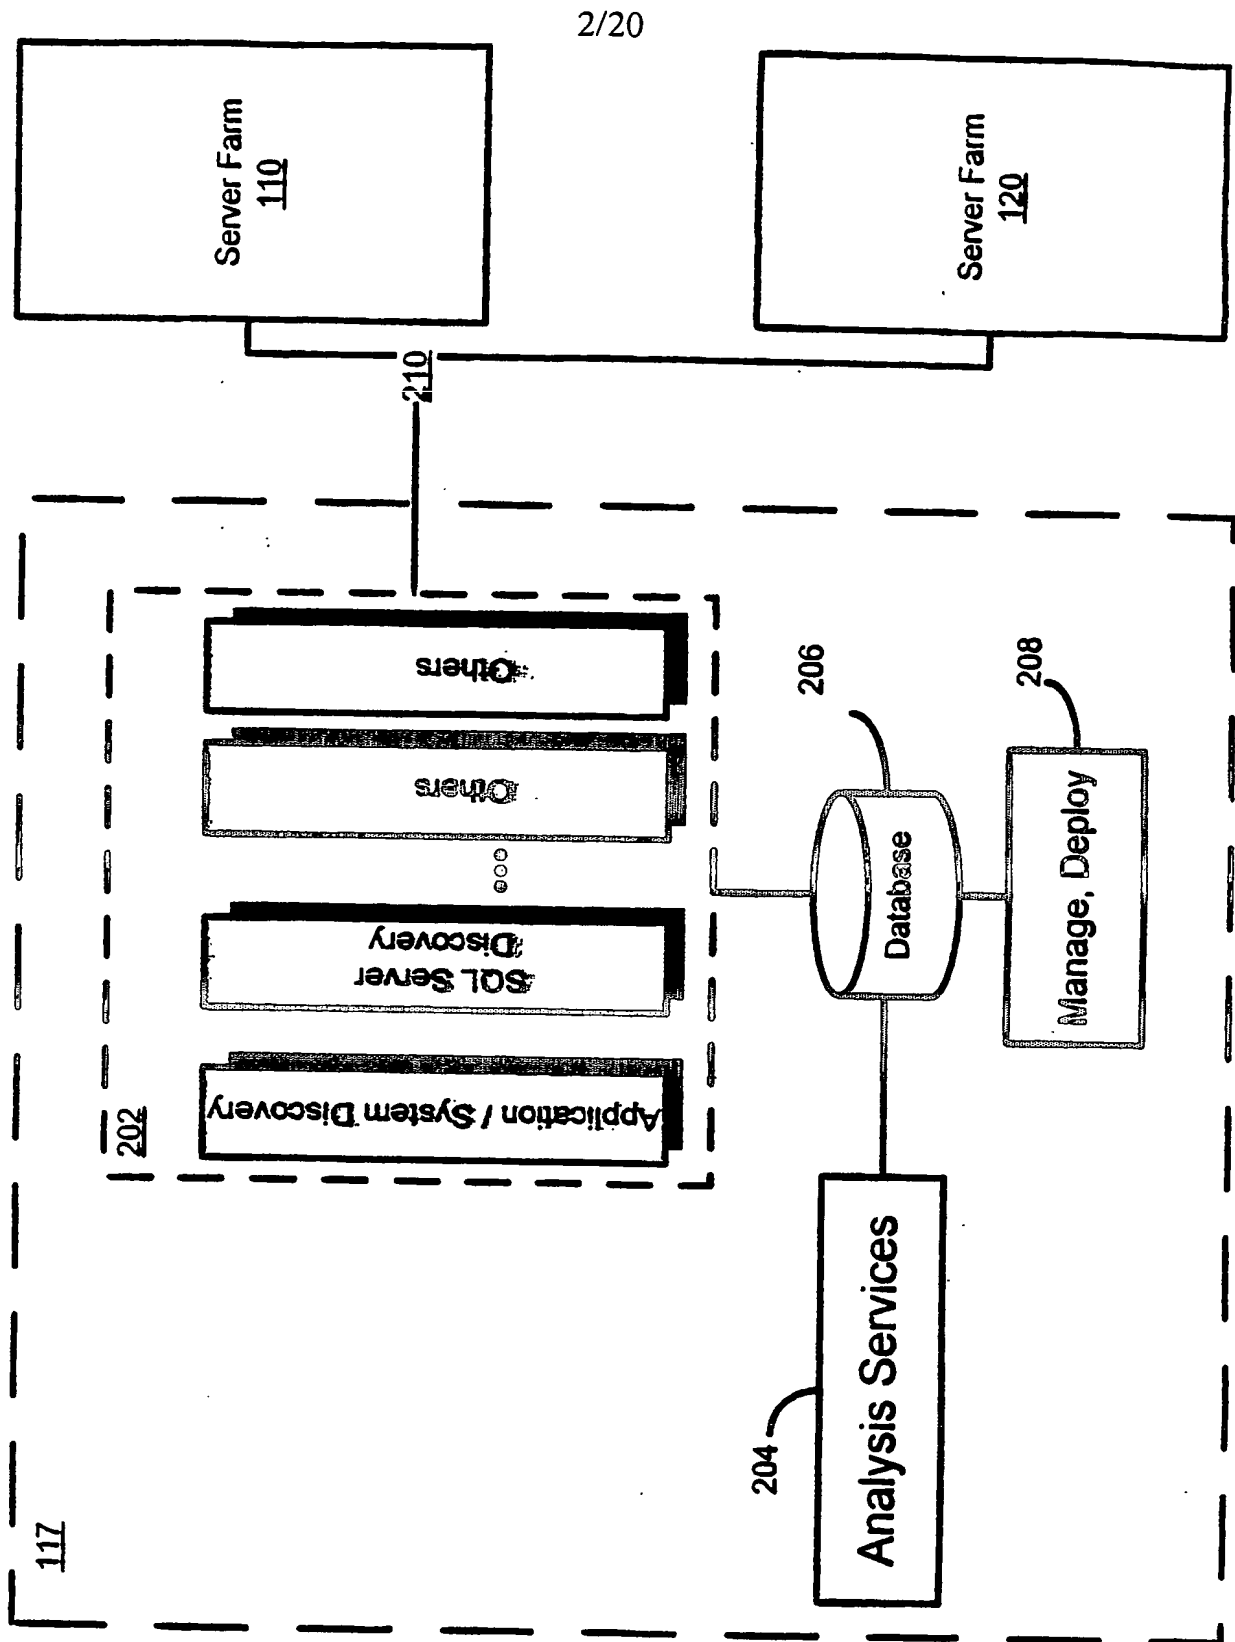 2/20
117
202
Application / System Discovery
SQL Server
Discovery
Others
Others
210
Server Farm
110
Server Farm
120
204
Analysis Services
206
Database
208
Manage, Deploy